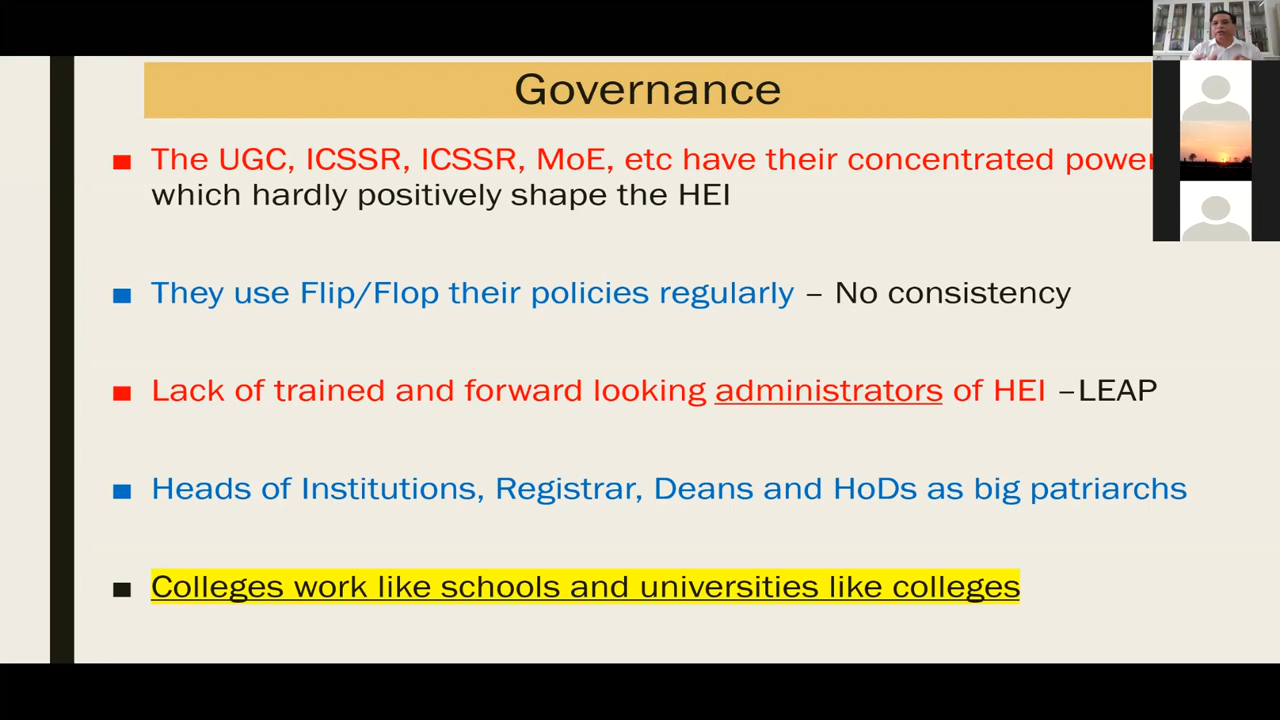 Governance
The UGC, ICSSR, ICSSR, MoE, etc have their concentrated power
which hardly positively shape the HEI
They use Flip/Flop their policies regularly – No consistency
Lack of trained and forward looking administrators of HEI –LEAP
Heads of Institutions, Registrar, Deans and HoDs as big patriarchs
Colleges work like schools and universities like colleges